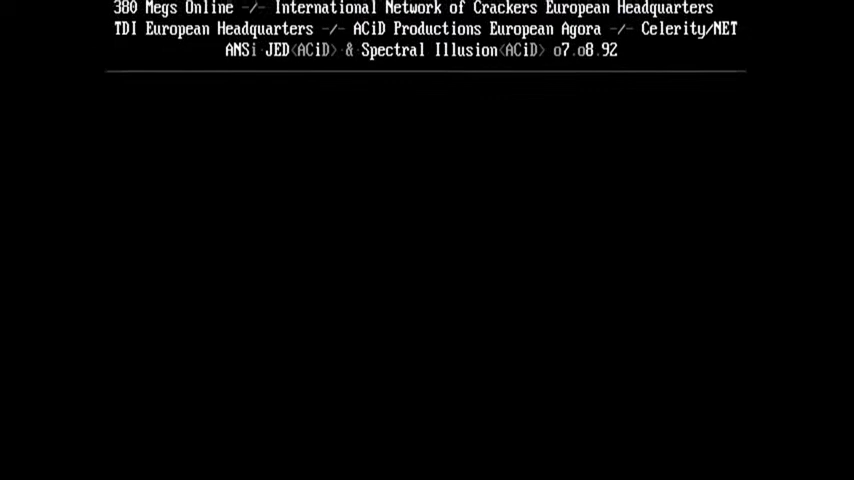 380 Megs Online -/- International Network of Crackers European Headquarters
TDI European Headquarters -/- ACiD Productions European Agora -/- Celerity/NET
ANSi JED<ACiD> & Spectral Illusion<ACiD> o7.o8.92